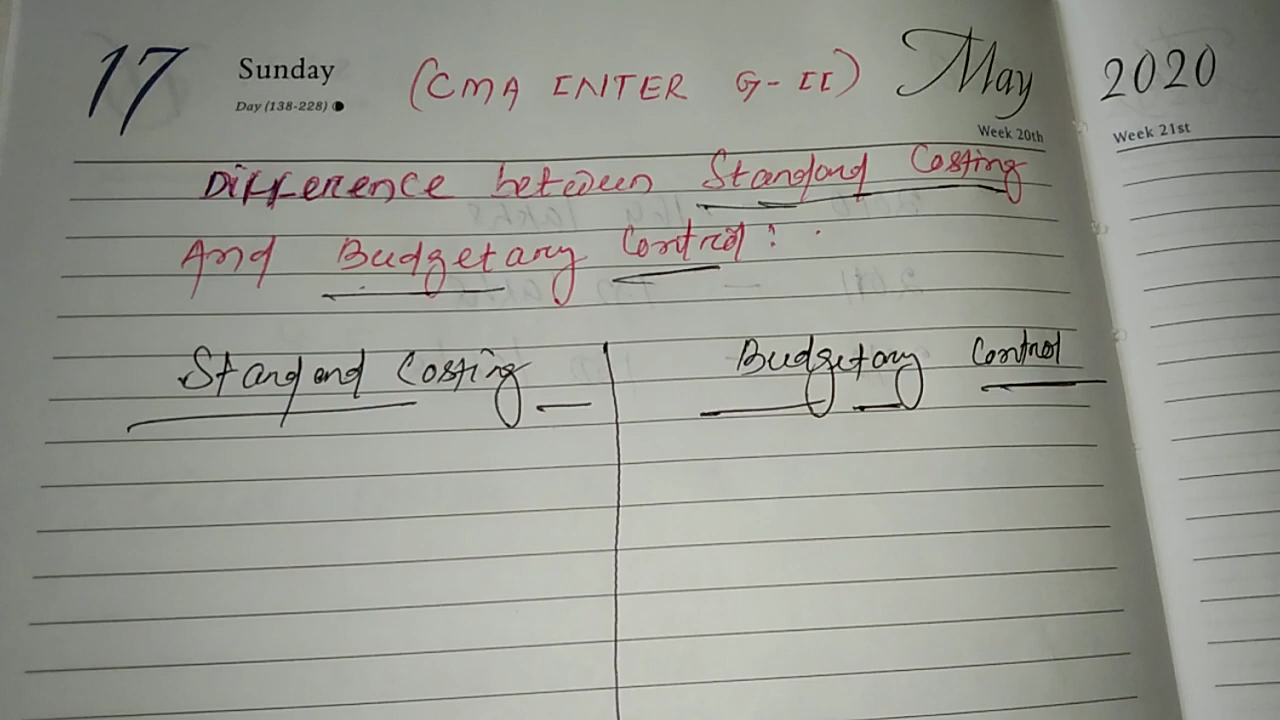 17 Sunday (CMA INTER G-II) May 2020
Day (138-228)
Week 20th Week 21st
Difference between Standard Costing
And Budgetary Control:
Standard Costing Budgetary Control